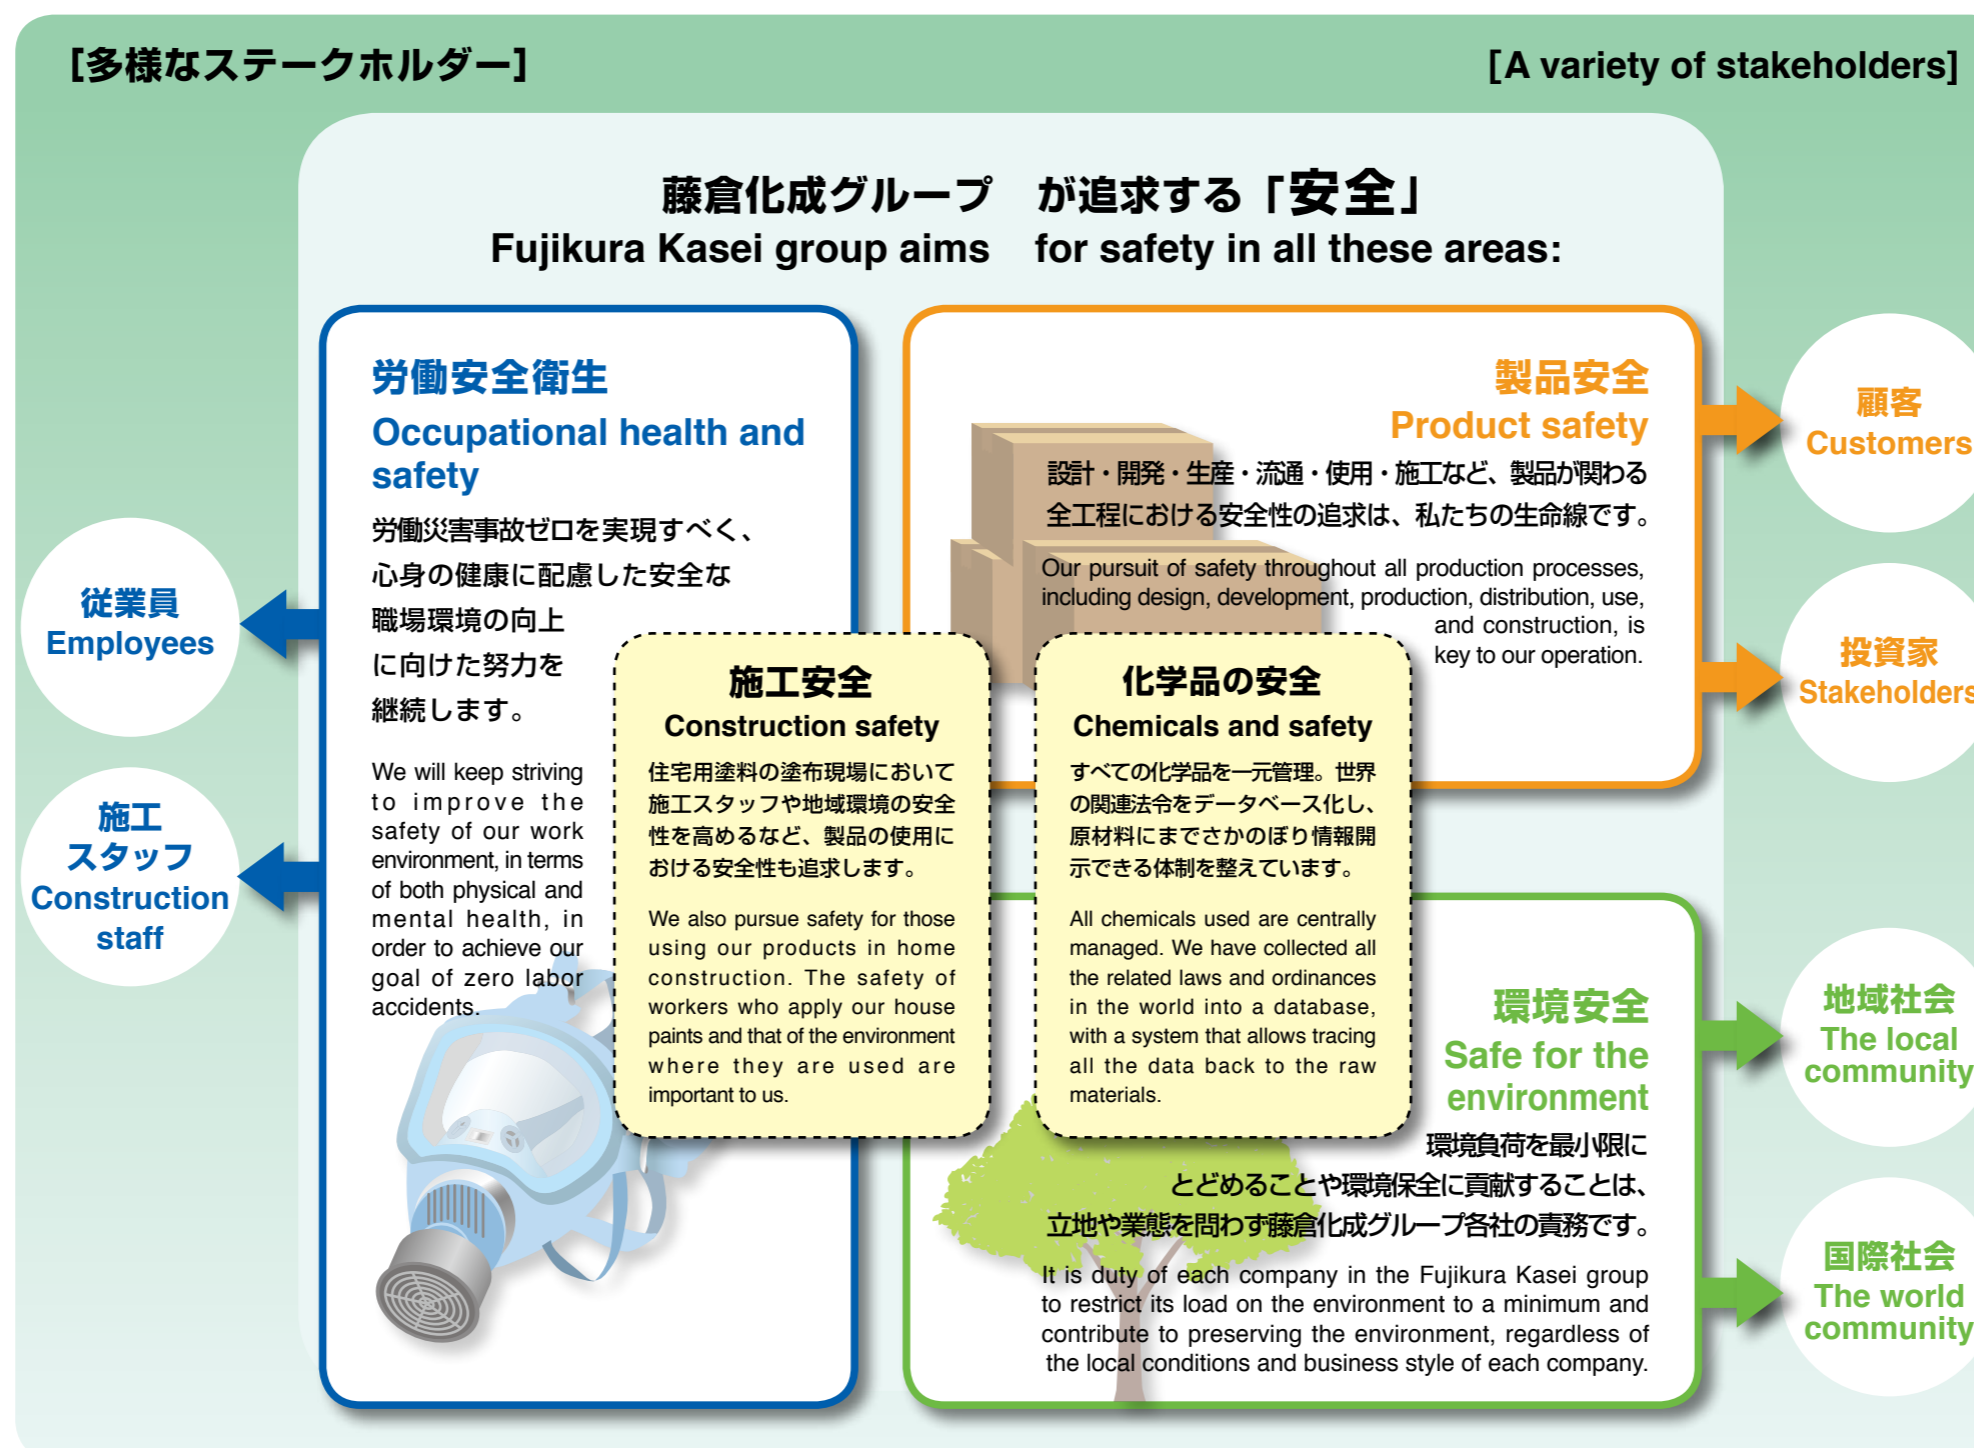 [多様なステークホルダー]
[A variety of stakeholders]
藤倉化成グループ が追求する「安全」
Fujikura Kasei group aims for safety in all these areas:
労働安全衛生
Occupational health and
safety
労働災害事故ゼロを実現すべく、
心身の健康に配慮した安全な
職場環境の向上
に向けた努力を
継続します。
We will keep striving
to improve the
safety of our work
environment, in terms
of both physical and
mental health, in
order to achieve our
goal of zero labor
accidents.
従業員
Employees
施工
スタッフ
Construction
staff
製品安全
Product safety
設計・開発・生産・流通・使用・施工など、製品が関わる
全工程における安全性の追求は、私たちの生命線です。
Our pursuit of safety throughout all production processes,
including design, development, production, distribution, use,
and construction, is
key to our operation.
顧客
Customers
投資家
Stakeholders
施工安全
Construction safety
住宅用塗料の塗布現場において
施工スタッフや地域環境の安全
性を高めるなど、製品の使用に
おける安全性も追求します。
We also pursue safety for those
using our products in home
construction. The safety of
workers who apply our house
paints and that of the environment
where they are used are
important to us.
化学品の安全
Chemicals and safety
すべての化学品を一元管理。世界
の関連法令をデータベース化し、
原材料にまでさかのぼり情報開
示できる体制を整えています。
All chemicals used are centrally
managed. We have collected all
the related laws and ordinances
in the world into a database,
with a system that allows tracing
all the data back to the raw
materials.
環境安全
Safe for the
environment
環境負荷を最小限に
とどめることや環境保全に貢献することは、
立地や業態を問わず藤倉化成グループ各社の責務です。
It is duty of each company in the Fujikura Kasei group
to restrict its load on the environment to a minimum and
contribute to preserving the environment, regardless of
the local conditions and business style of each company.
地域社会
The local
community
国際社会
The world
community